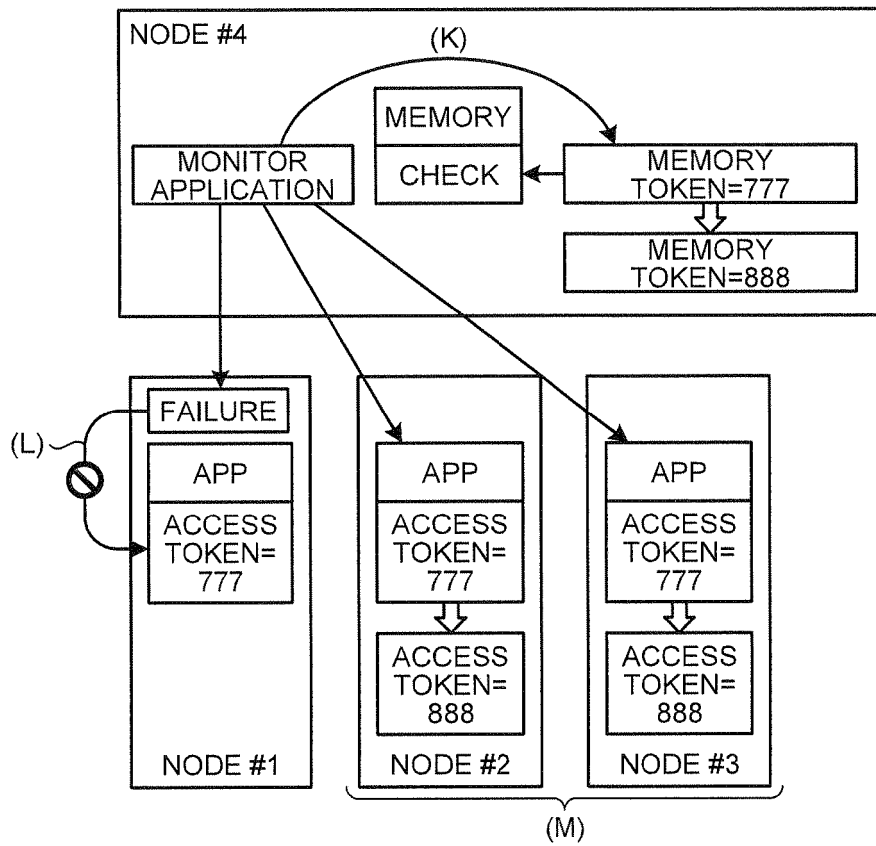 NODE #4
(K)
MEMORY
CHECK
MONITOR
APPLICATION
MEMORY
TOKEN=777
MEMORY
TOKEN=888
FAILURE
(L)
APP
ACCESS
TOKEN=
777
NODE #1
APP
ACCESS
TOKEN=
777
ACCESS
TOKEN=
888
NODE #2
APP
ACCESS
TOKEN=
777
ACCESS
TOKEN=
888
NODE #3
(M)